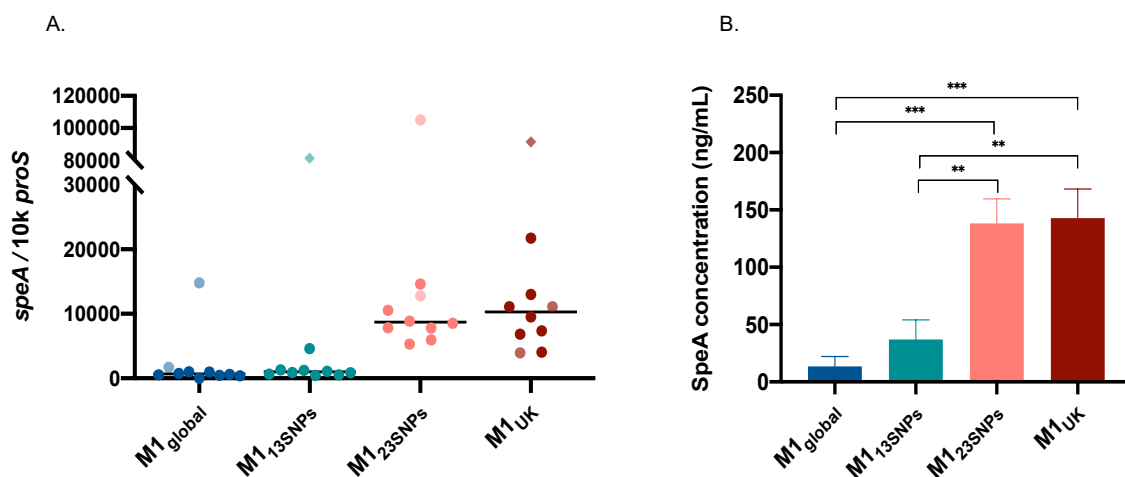 A.
speA / 10k proS
120000
100000
80000
30000
20000
10000
0
M1global
M113SNPs
M123SNPs
M1UK
B.
SpeA concentration (ng/mL)
250
200
150
100
50
0
***
***
**
**
M1global
M113SNPs
M123SNPs
M1UK